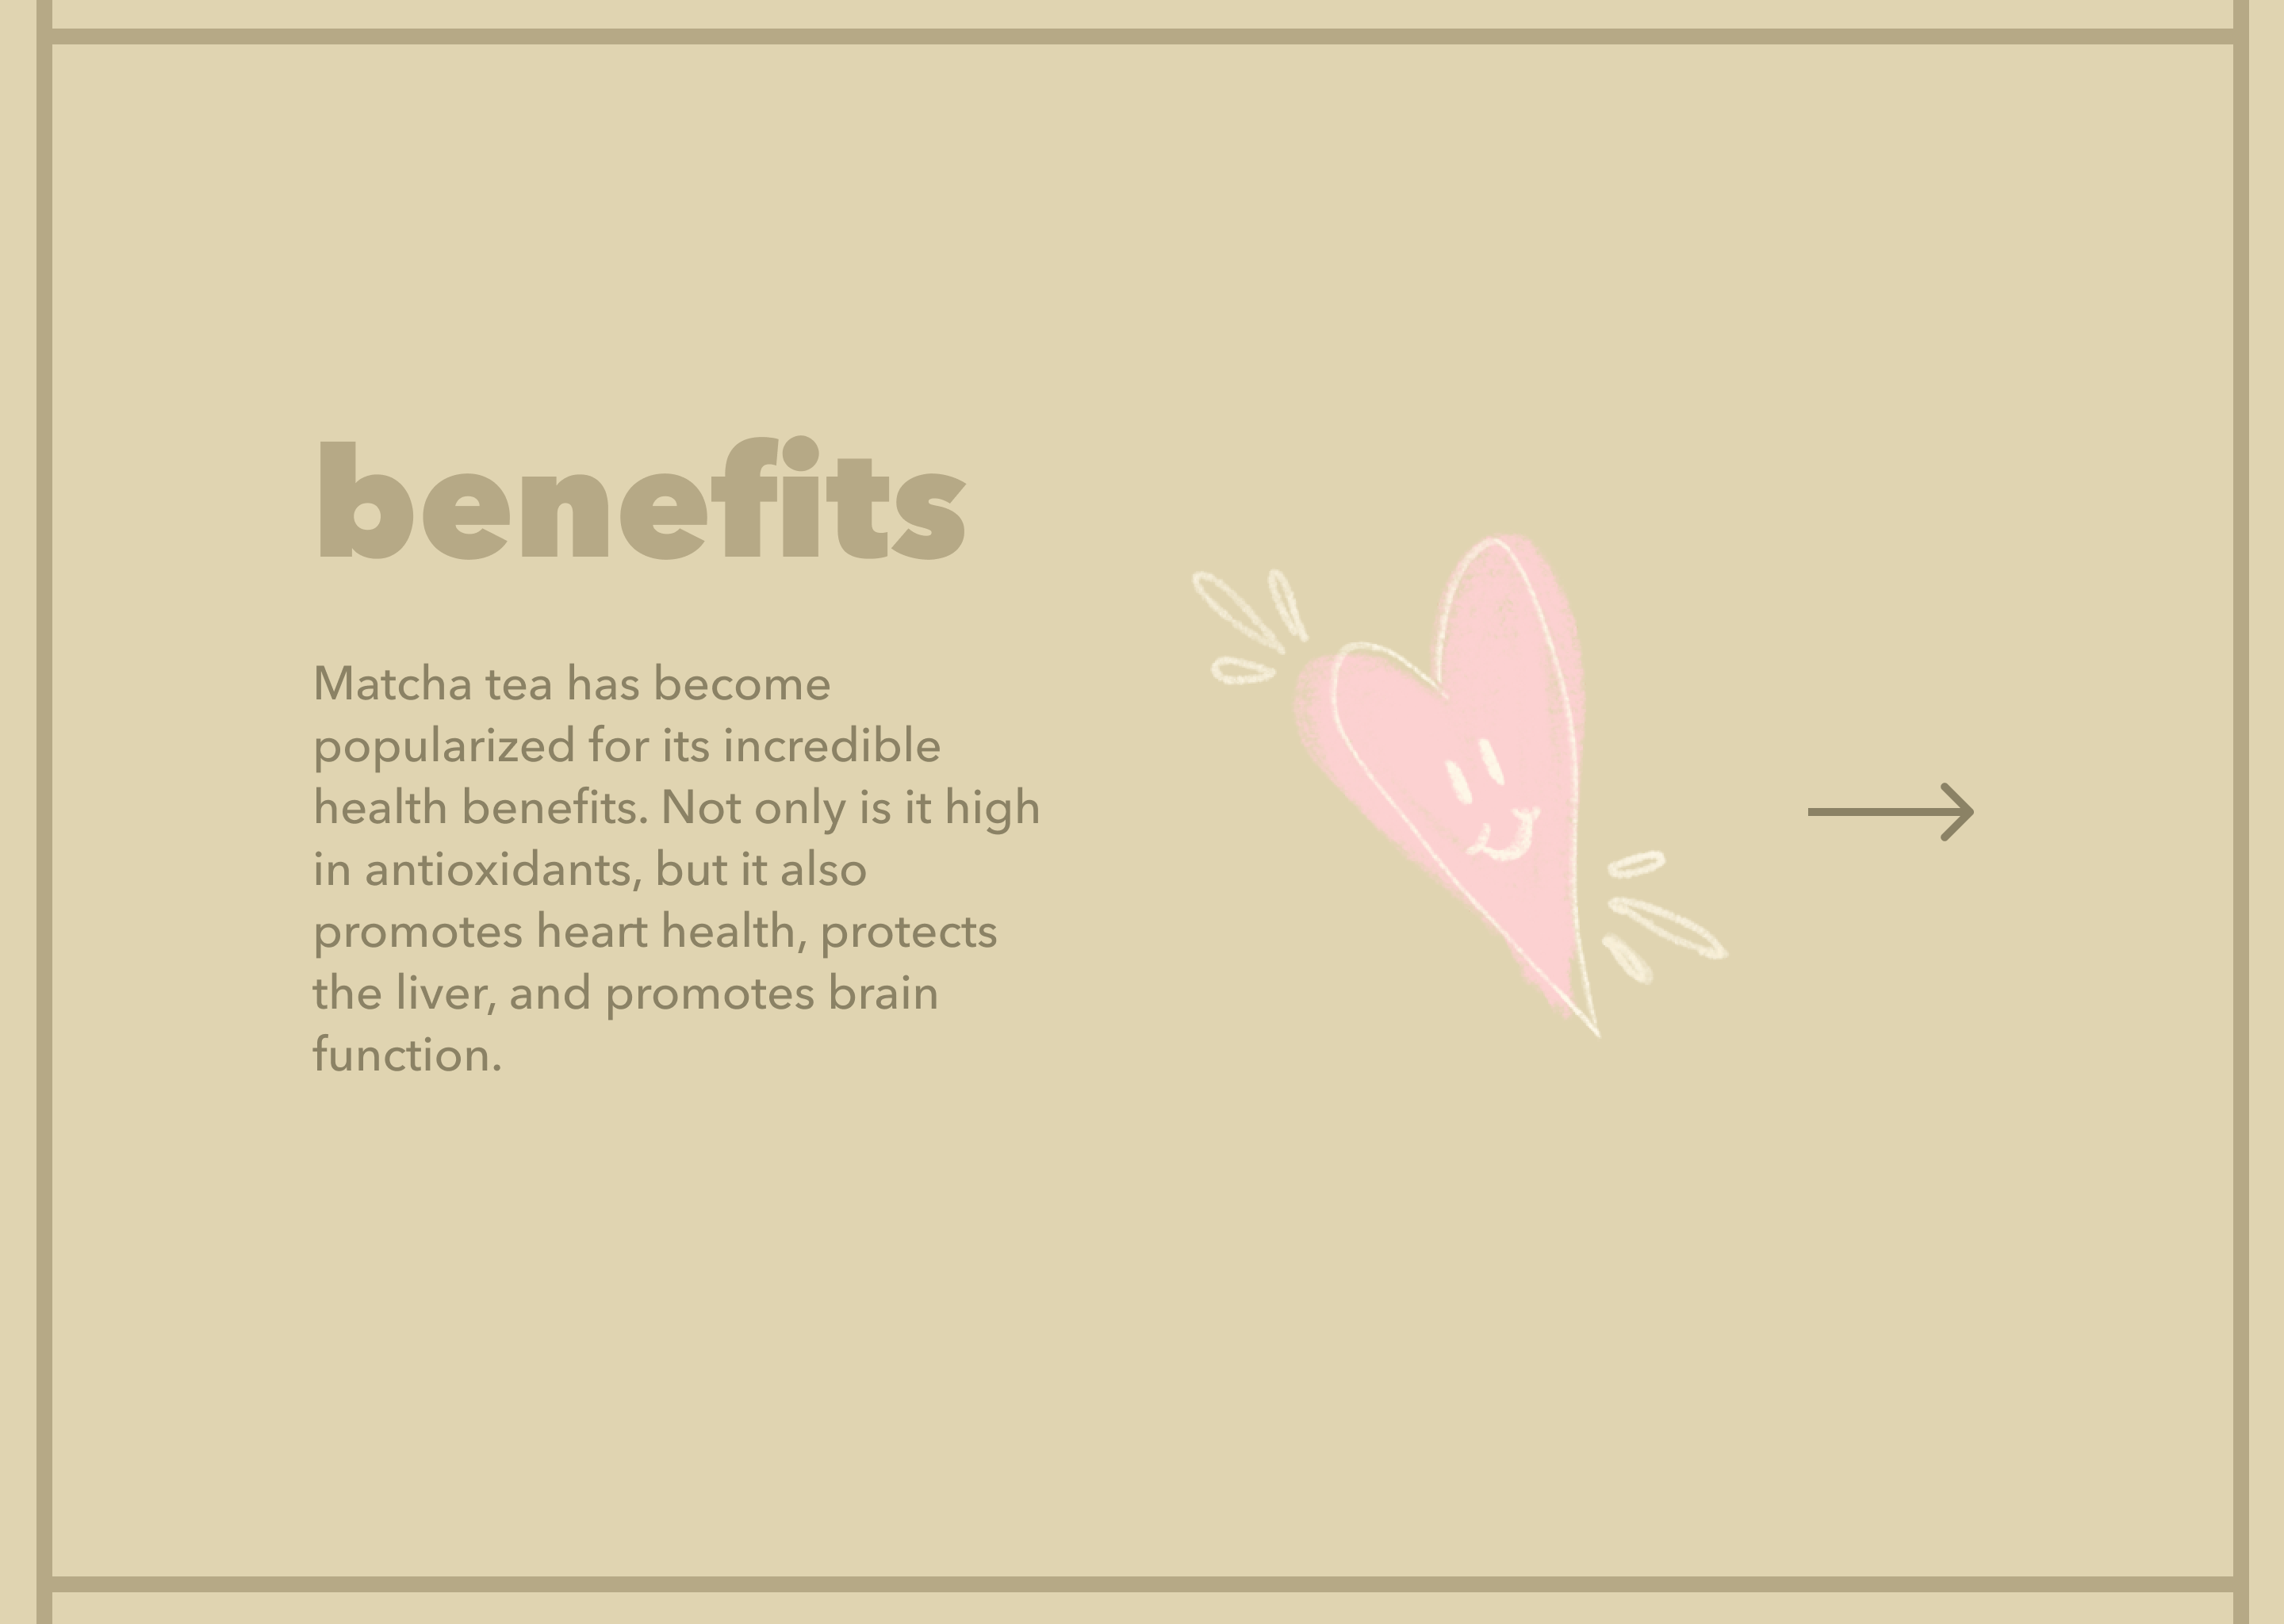 benefits
Matcha tea has become
popularized for its incredible
health benefits. Not only is it high
in antioxidants, but it also
promotes heart health, protects
the liver, and promotes brain
function.